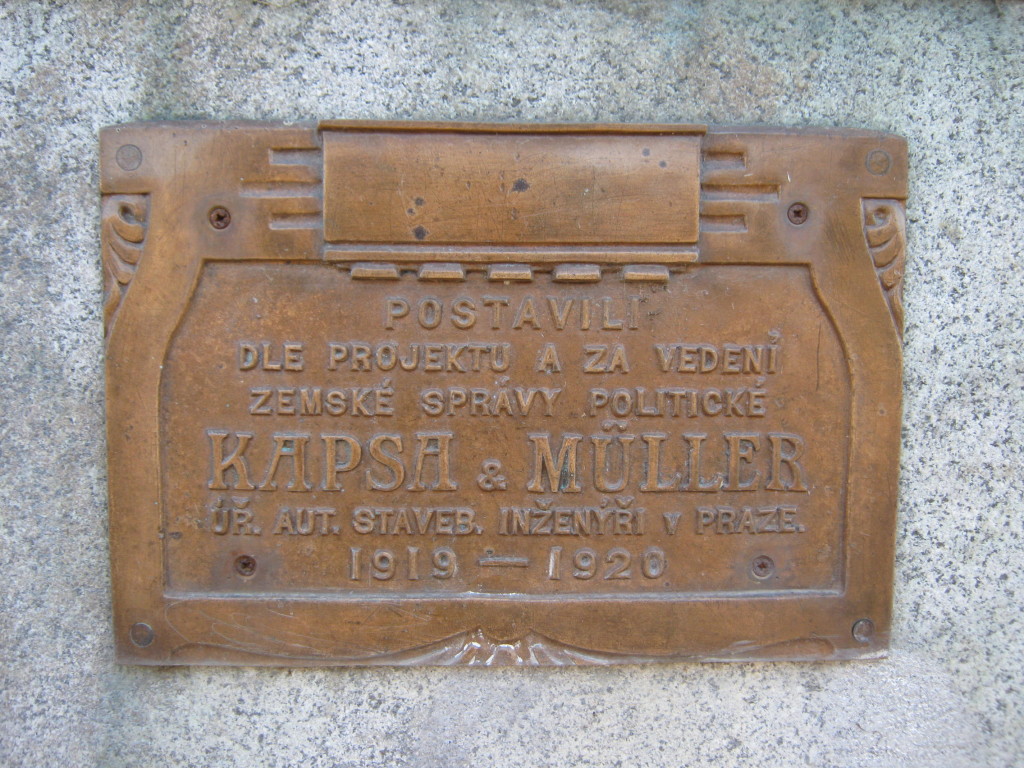 POSTAVILI
DLE PROJEKTU A ZA VEDENÍ
ZEMSKÉ SPRÁVY POLITICKÉ
KAPSA & MÜLLER
ÚŘ. AUT. STAVEB. INŽENÝŘI V PRAZE.
1919 — 1920